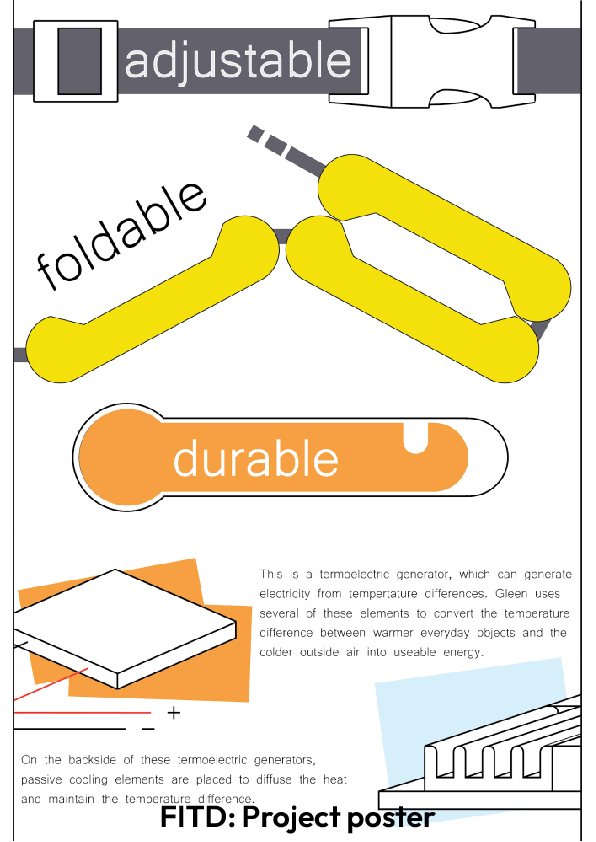 adjustable
foldable
durable
This is a termoelectric generator, which can generate
electricity from tempertature differences. Gleen uses
several of these elements to convert the temperature
difference between warmer everyday objects and the
colder outside air into useable energy.
+
–
On the backside of these termoelectric generators,
passive cooling elements are placed to diffuse the heat
and maintain the temperature difference.
FITD: Project poster